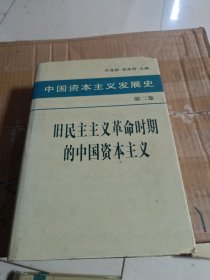 许涤新 吴承明 主编
中国资本主义发展史
第二卷
旧民主主义革命时期
的中国资本主义